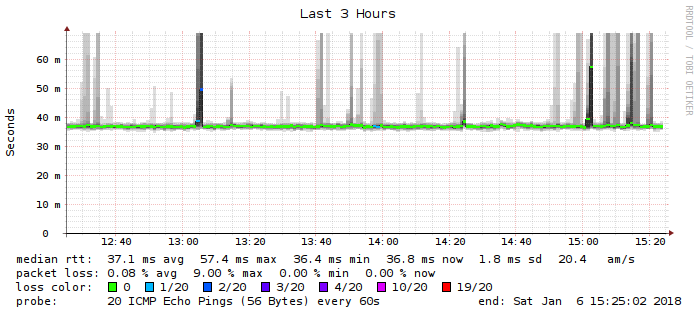 Last 3 Hours
RRDTOOL / TOBI OETIKER
Seconds
60 m
50 m
40 m
30 m
20 m
10 m
0
12:40 13:00 13:20 13:40 14:00 14:20 14:40 15:00 15:20
median rtt: 37.1 ms avg 57.4 ms max 36.4 ms min 36.8 ms now 1.8 ms sd 20.4 am/s
packet loss: 0.08 % avg 9.00 % max 0.00 % min 0.00 % now
loss color: 0 1/20 2/20 3/20 4/20 10/20 19/20
probe: 20 ICMP Echo Pings (56 Bytes) every 60s end: Sat Jan 6 15:25:02 2018